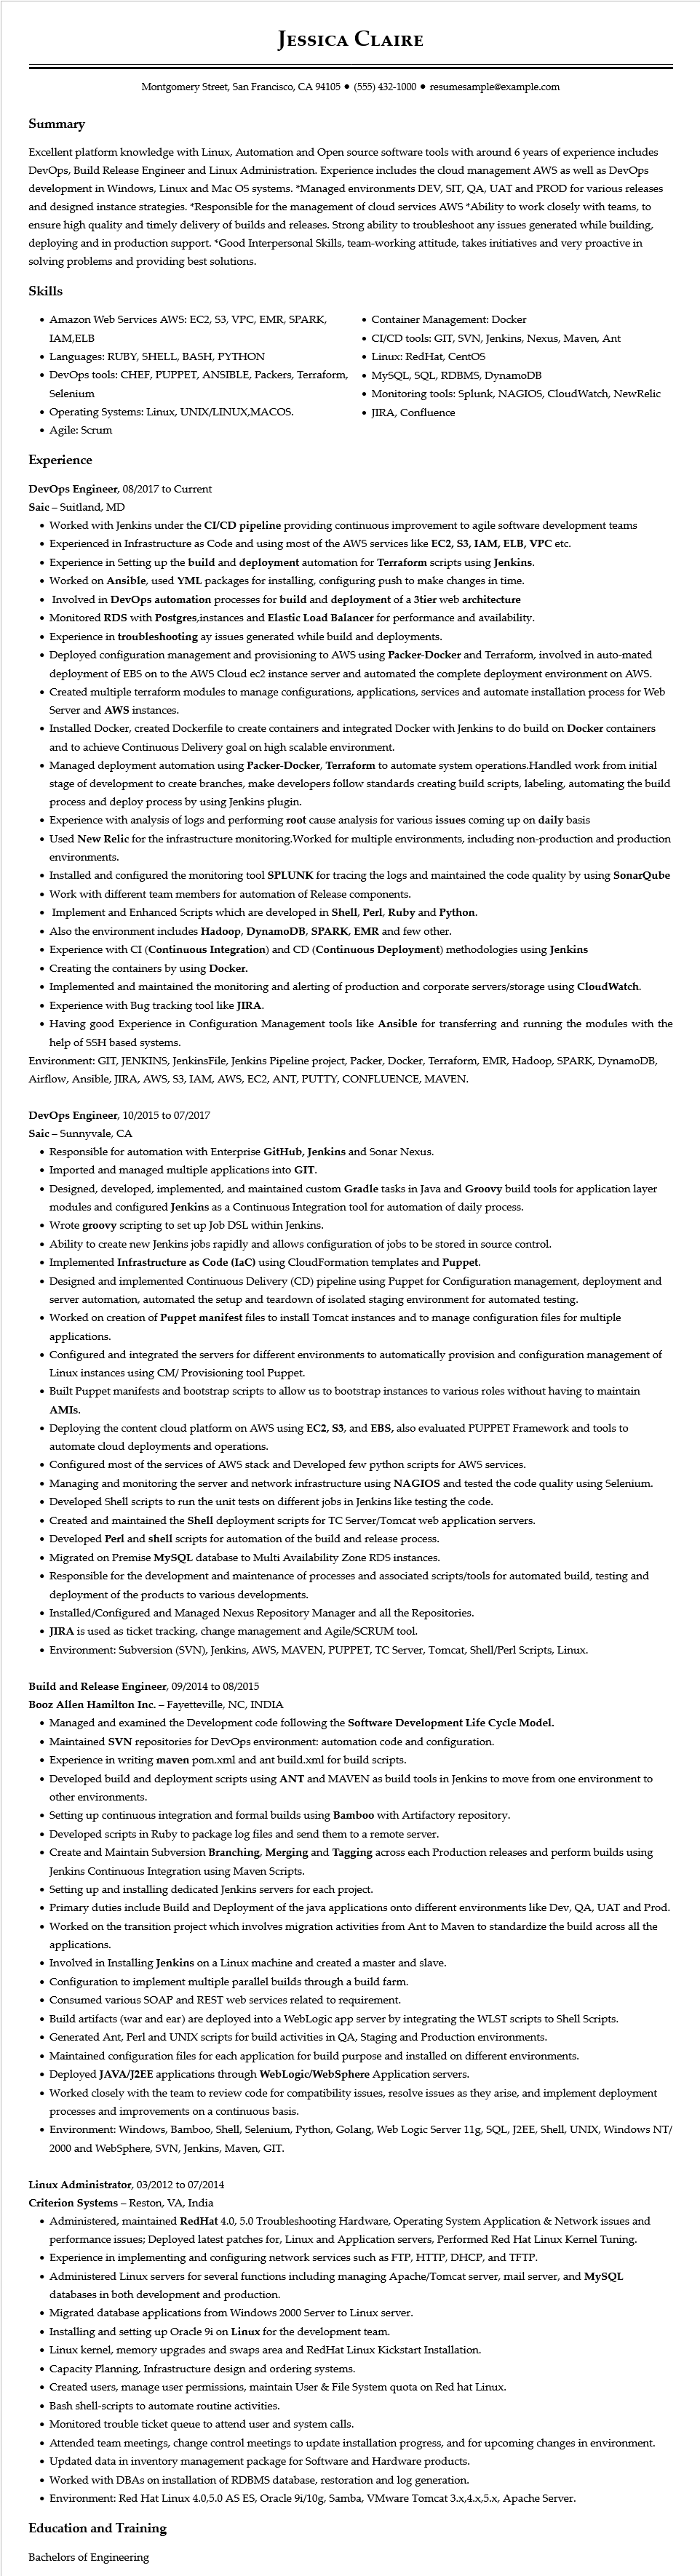 Jessica Claire
Montgomery Street, San Francisco, CA 94105 ● (555) 432-1000 ● resumesample@example.com
Summary
Excellent platform knowledge with Linux, Automation and Open source software tools with around 6 years of experience includes
DevOps, Build Release Engineer and Linux Administration. Experience includes the cloud management AWS as well as DevOps
development in Windows, Linux and Mac OS systems. *Managed environments DEV, SIT, QA, UAT and PROD for various releases
and designed instance strategies. *Responsible for the management of cloud services AWS *Ability to work closely with teams, to
ensure high quality and timely delivery of builds and releases. Strong ability to troubleshoot any issues generated while building,
deploying and in production support. *Good Interpersonal Skills, team-working attitude, takes initiatives and very proactive in
solving problems and providing best solutions.
Skills
• Amazon Web Services AWS: EC2, S3, VPC, EMR, SPARK,
IAM,ELB
• Languages: RUBY, SHELL, BASH, PYTHON
• DevOps tools: CHEF, PUPPET, ANSIBLE, Packers, Terraform,
Selenium
• Operating Systems: Linux, UNIX/LINUX,MACOS.
• Agile: Scrum
• Container Management: Docker
• CI/CD tools: GIT, SVN, Jenkins, Nexus, Maven, Ant
• Linux: RedHat, CentOS
• MySQL, SQL, RDBMS, DynamoDB
• Monitoring tools: Splunk, NAGIOS, CloudWatch, NewRelic
• JIRA, Confluence
Experience
DevOps Engineer, 08/2017 to Current
Saic – Suitland, MD
• Worked with Jenkins under the CI/CD pipeline providing continuous improvement to agile software development teams
• Experienced in Infrastructure as Code and using most of the AWS services like EC2, S3, IAM, ELB, VPC etc.
• Experience in Setting up the build and deployment automation for Terraform scripts using Jenkins.
• Worked on Ansible, used YML packages for installing, configuring push to make changes in time.
• Involved in DevOps automation processes for build and deployment of a 3tier web architecture
• Monitored RDS with Postgres,instances and Elastic Load Balancer for performance and availability.
• Experience in troubleshooting ay issues generated while build and deployments.
• Deployed configuration management and provisioning to AWS using Packer-Docker and Terraform, involved in auto-mated
deployment of EBS on to the AWS Cloud ec2 instance server and automated the complete deployment environment on AWS.
• Created multiple terraform modules to manage configurations, applications, services and automate installation process for Web
Server and AWS instances.
• Installed Docker, created Dockerfile to create containers and integrated Docker with Jenkins to do build on Docker containers
and to achieve Continuous Delivery goal on high scalable environment.
• Managed deployment automation using Packer-Docker, Terraform to automate system operations.Handled work from initial
stage of development to create branches, make developers follow standards creating build scripts, labeling, automating the build
process and deploy process by using Jenkins plugin.
• Experience with analysis of logs and performing root cause analysis for various issues coming up on daily basis
• Used New Relic for the infrastructure monitoring.Worked for multiple environments, including non-production and production
environments.
• Installed and configured the monitoring tool SPLUNK for tracing the logs and maintained the code quality by using SonarQube
• Work with different team members for automation of Release components.
• Implement and Enhanced Scripts which are developed in Shell, Perl, Ruby and Python.
• Also the environment includes Hadoop, DynamoDB, SPARK, EMR and few other.
• Experience with CI (Continuous Integration) and CD (Continuous Deployment) methodologies using Jenkins
• Creating the containers by using Docker.
• Implemented and maintained the monitoring and alerting of production and corporate servers/storage using CloudWatch.
• Experience with Bug tracking tool like JIRA.
• Having good Experience in Configuration Management tools like Ansible for transferring and running the modules with the
help of SSH based systems.
Environment: GIT, JENKINS, JenkinsFile, Jenkins Pipeline project, Packer, Docker, Terraform, EMR, Hadoop, SPARK, DynamoDB,
Airflow, Ansible, JIRA, AWS, S3, IAM, AWS, EC2, ANT, PUTTY, CONFLUENCE, MAVEN.
DevOps Engineer, 10/2015 to 07/2017
Saic – Sunnyvale, CA
• Responsible for automation with Enterprise GitHub, Jenkins and Sonar Nexus.
• Imported and managed multiple applications into GIT.
• Designed, developed, implemented, and maintained custom Gradle tasks in Java and Groovy build tools for application layer
modules and configured Jenkins as a Continuous Integration tool for automation of daily process.
• Wrote groovy scripting to set up Job DSL within Jenkins.
• Ability to create new Jenkins jobs rapidly and allows configuration of jobs to be stored in source control.
• Implemented Infrastructure as Code (IaC) using CloudFormation templates and Puppet.
• Designed and implemented Continuous Delivery (CD) pipeline using Puppet for Configuration management, deployment and
server automation, automated the setup and teardown of isolated staging environment for automated testing.
• Worked on creation of Puppet manifest files to install Tomcat instances and to manage configuration files for multiple
applications.
• Configured and integrated the servers for different environments to automatically provision and configuration management of
Linux instances using CM/ Provisioning tool Puppet.
• Built Puppet manifests and bootstrap scripts to allow us to bootstrap instances to various roles without having to maintain
AMIs.
• Deploying the content cloud platform on AWS using EC2, S3, and EBS, also evaluated PUPPET Framework and tools to
automate cloud deployments and operations.
• Configured most of the services of AWS stack and Developed few python scripts for AWS services.
• Managing and monitoring the server and network infrastructure using NAGIOS and tested the code quality using Selenium.
• Developed Shell scripts to run the unit tests on different jobs in Jenkins like testing the code.
• Created and maintained the Shell deployment scripts for TC Server/Tomcat web application servers.
• Developed Perl and shell scripts for automation of the build and release process.
• Migrated on Premise MySQL database to Multi Availability Zone RDS instances.
• Responsible for the development and maintenance of processes and associated scripts/tools for automated build, testing and
deployment of the products to various developments.
• Installed/Configured and Managed Nexus Repository Manager and all the Repositories.
• JIRA is used as ticket tracking, change management and Agile/SCRUM tool.
• Environment: Subversion (SVN), Jenkins, AWS, MAVEN, PUPPET, TC Server, Tomcat, Shell/Perl Scripts, Linux.
Build and Release Engineer, 09/2014 to 08/2015
Booz Allen Hamilton Inc. – Fayetteville, NC, INDIA
• Managed and examined the Development code following the Software Development Life Cycle Model.
• Maintained SVN repositories for DevOps environment: automation code and configuration.
• Experience in writing maven pom.xml and ant build.xml for build scripts.
• Developed build and deployment scripts using ANT and MAVEN as build tools in Jenkins to move from one environment to
other environments.
• Setting up continuous integration and formal builds using Bamboo with Artifactory repository.
• Developed scripts in Ruby to package log files and send them to a remote server.
• Create and Maintain Subversion Branching, Merging and Tagging across each Production releases and perform builds using
Jenkins Continuous Integration using Maven Scripts.
• Setting up and installing dedicated Jenkins servers for each project.
• Primary duties include Build and Deployment of the java applications onto different environments like Dev, QA, UAT and Prod.
• Worked on the transition project which involves migration activities from Ant to Maven to standardize the build across all the
applications.
• Involved in Installing Jenkins on a Linux machine and created a master and slave.
• Configuration to implement multiple parallel builds through a build farm.
• Consumed various SOAP and REST web services related to requirement.
• Build artifacts (war and ear) are deployed into a WebLogic app server by integrating the WLST scripts to Shell Scripts.
• Generated Ant, Perl and UNIX scripts for build activities in QA, Staging and Production environments.
• Maintained configuration files for each application for build purpose and installed on different environments.
• Deployed JAVA/J2EE applications through WebLogic/WebSphere Application servers.
• Worked closely with the team to review code for compatibility issues, resolve issues as they arise, and implement deployment
processes and improvements on a continuous basis.
• Environment: Windows, Bamboo, Shell, Selenium, Python, Golang, Web Logic Server 11g, SQL, J2EE, Shell, UNIX, Windows NT/
2000 and WebSphere, SVN, Jenkins, Maven, GIT.
Linux Administrator, 03/2012 to 07/2014
Criterion Systems – Reston, VA, India
• Administered, maintained RedHat 4.0, 5.0 Troubleshooting Hardware, Operating System Application & Network issues and
performance issues; Deployed latest patches for, Linux and Application servers, Performed Red Hat Linux Kernel Tuning.
• Experience in implementing and configuring network services such as FTP, HTTP, DHCP, and TFTP.
• Administered Linux servers for several functions including managing Apache/Tomcat server, mail server, and MySQL
databases in both development and production.
• Migrated database applications from Windows 2000 Server to Linux server.
• Installing and setting up Oracle 9i on Linux for the development team.
• Linux kernel, memory upgrades and swaps area and RedHat Linux Kickstart Installation.
• Capacity Planning, Infrastructure design and ordering systems.
• Created users, manage user permissions, maintain User & File System quota on Red hat Linux.
• Bash shell-scripts to automate routine activities.
• Monitored trouble ticket queue to attend user and system calls.
• Attended team meetings, change control meetings to update installation progress, and for upcoming changes in environment.
• Updated data in inventory management package for Software and Hardware products.
• Worked with DBAs on installation of RDBMS database, restoration and log generation.
• Environment: Red Hat Linux 4.0,5.0 AS ES, Oracle 9i/10g, Samba, VMware Tomcat 3.x,4.x,5.x, Apache Server.
Education and Training
Bachelors of Engineering